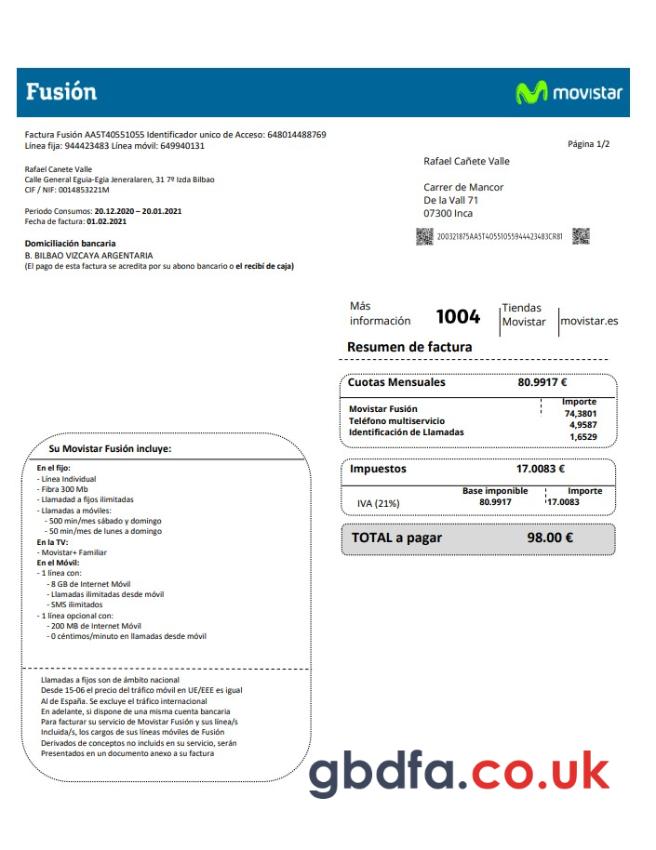 Fusión
movistar
Factura Fusión AA5T40551055 Identificador unico de Acceso: 648014488769
Línea fija: 944423483 Línea móvil: 649940131
Página 1/2
Rafael Canete Valle
Calle General Eguia-Egia Jeneralaren, 31 7º Izda Bilbao
CIF / NIF: 0014853221M
Rafael Cañete Valle
Carrer de Mancor
De la Vall 71
07300 Inca
Periodo Consumos: 20.12.2020 – 20.01.2021
Fecha de factura: 01.02.2021
200321875AA5T40551055944423483CR81
Domiciliación bancaria
B. BILBAO VIZCAYA ARGENTARIA
(El pago de esta factura se acredita por su abono bancario o el recibí de caja)
Más información 1004 Tiendas Movistar movistar.es
Resumen de factura
Cuotas Mensuales 80.9917 €
Importe
Movistar Fusión 74,3801
Teléfono multiservicio 4,9587
Identificación de Llamadas 1,6529
Impuestos 17.0083 €
Base imponible Importe
IVA (21%) 80.9917 17.0083
TOTAL a pagar 98.00 €
Su Movistar Fusión incluye:
En el fijo:
- Línea Individual
- Fibra 300 Mb
- Llamadad a fijos ilimitadas
- Llamadas a móviles:
- 500 min/mes sábado y domingo
- 50 min/mes de lunes a domingo
En la TV:
- Movistar+ Familiar
En el Móvil:
- 1 línea con:
- 8 GB de Internet Móvil
- Llamadas ilimitadas desde móvil
- SMS ilimitados
- 1 línea opcional con:
- 200 MB de Internet Móvil
- 0 céntimos/minuto en llamadas desde móvil
Llamadas a fijos son de ámbito nacional
Desde 15-06 el precio del tráfico móvil en UE/EEE es igual
Al de España. Se excluye el tráfico internacional
En adelante, si dispone de una misma cuenta bancaria
Para facturar su servicio de Movistar Fusión y sus línea/s
Incluida/s, los cargos de sus líneas móviles de Fusión
Derivados de conceptos no incluids en su servicio, serán
Presentados en un documento anexo a su factura
gbdfa.co.uk